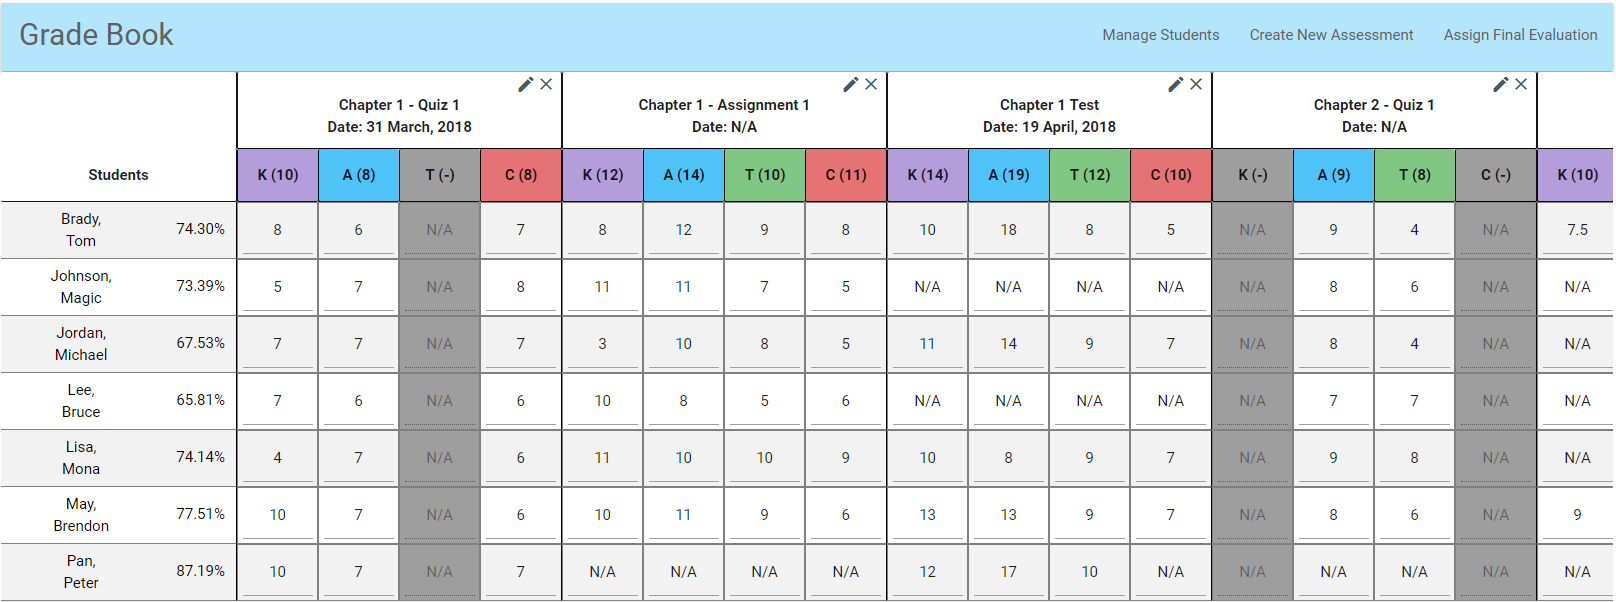 Grade Book
Manage Students Create New Assessment Assign Final Evaluation
Chapter 1 - Quiz 1 Chapter 1 - Assignment 1 Chapter 1 Test Chapter 2 - Quiz 1
Date: 31 March, 2018 Date: N/A Date: 19 April, 2018 Date: N/A
Students K (10) A (8) T (-) C (8) K (12) A (14) T (10) C (11) K (14) A (19) T (12) C (10) K (-) A (9) T (8) C (-) K (10)
Brady,
Tom 74.30% 8 6 N/A 7 8 12 9 8 10 18 8 5 N/A 9 4 N/A 7.5
Johnson,
Magic 73.39% 5 7 N/A 8 11 11 7 5 N/A N/A N/A N/A N/A 8 6 N/A N/A
Jordan,
Michael 67.53% 7 7 N/A 7 3 10 8 5 11 14 9 7 N/A 8 4 N/A N/A
Lee,
Bruce 65.81% 7 6 N/A 6 10 8 5 6 N/A N/A N/A N/A N/A 7 7 N/A N/A
Lisa,
Mona 74.14% 4 7 N/A 6 11 10 10 9 10 8 9 7 N/A 9 8 N/A N/A
May,
Brendon 77.51% 10 7 N/A 6 10 11 9 6 13 13 9 7 N/A 8 6 N/A 9
Pan,
Peter 87.19% 10 7 N/A 7 N/A N/A N/A N/A 12 17 10 N/A N/A N/A N/A N/A N/A